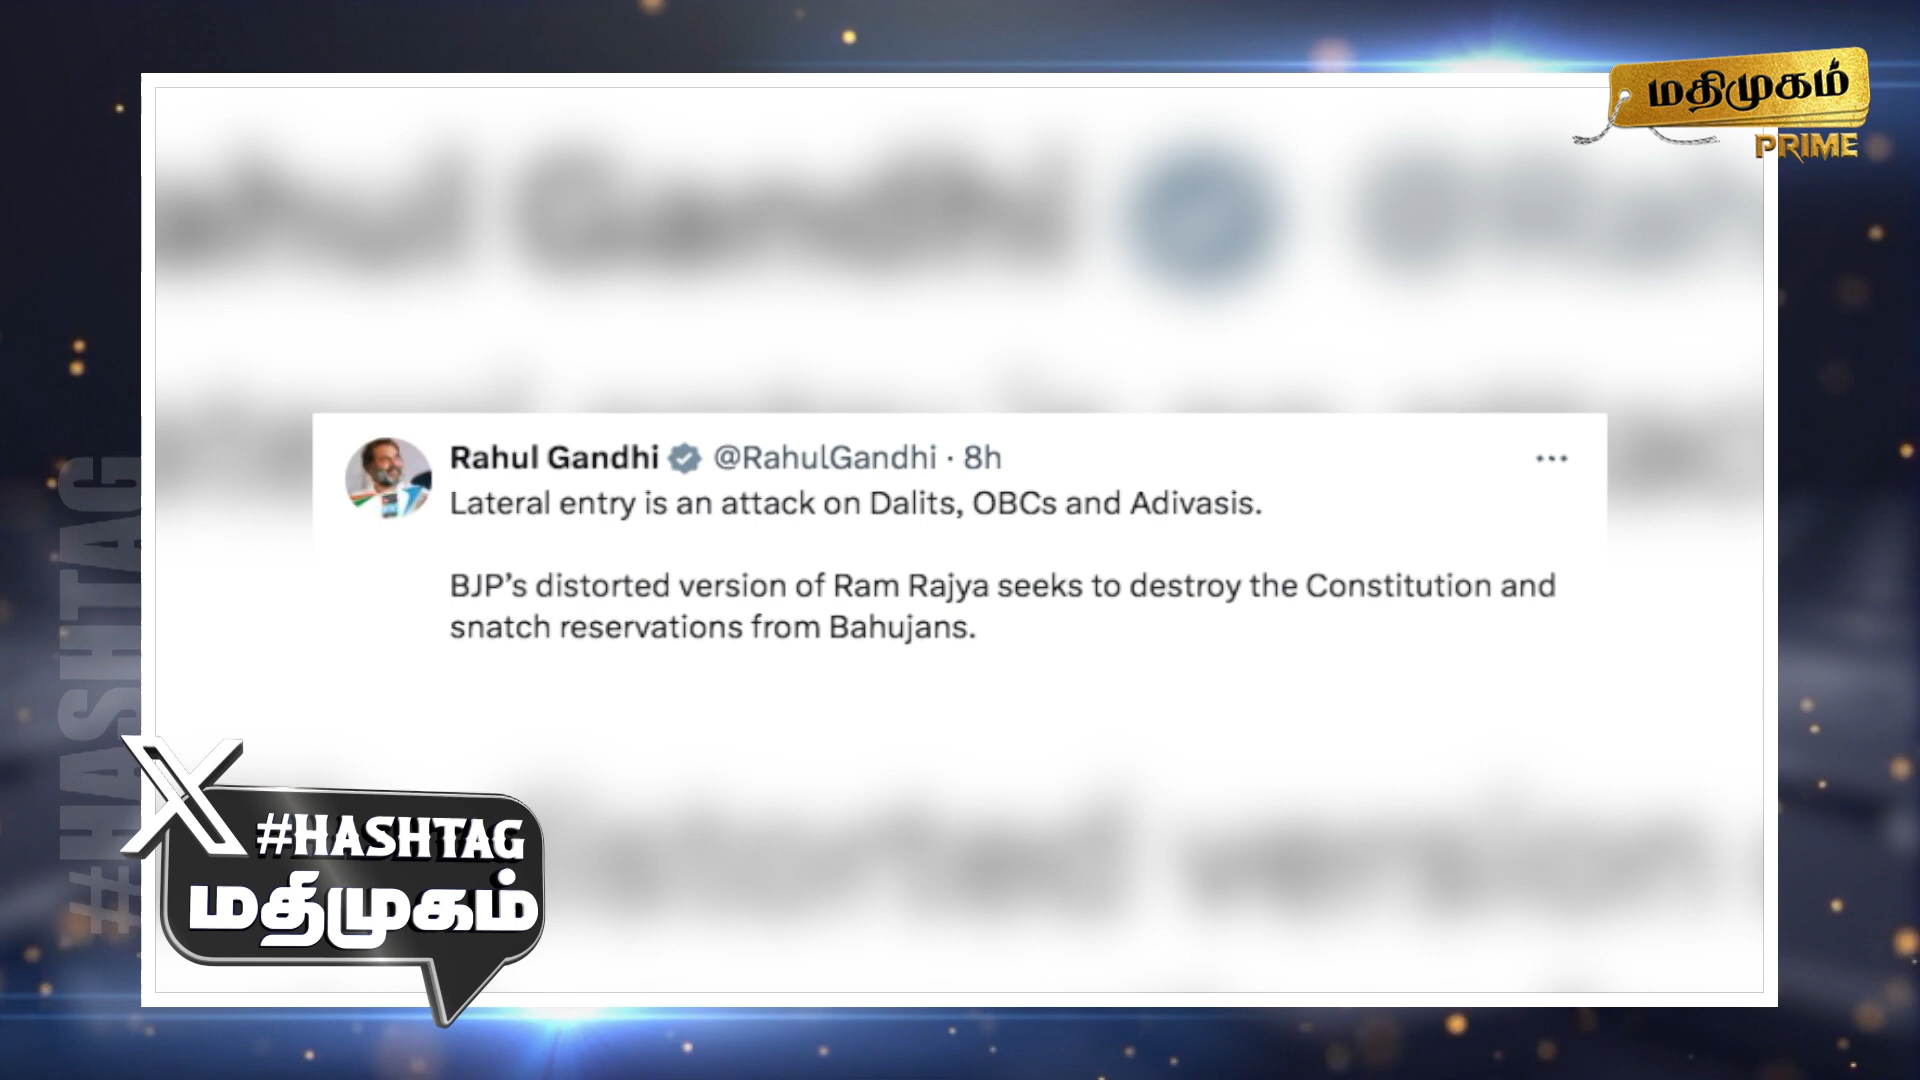 மதிமுகம்
PRIME
Rahul Gandhi @RahulGandhi · 8h
Lateral entry is an attack on Dalits, OBCs and Adivasis.
BJP’s distorted version of Ram Rajya seeks to destroy the Constitution and
snatch reservations from Bahujans.
#HASHTAG
X
#HASHTAG
மதிமுகம்